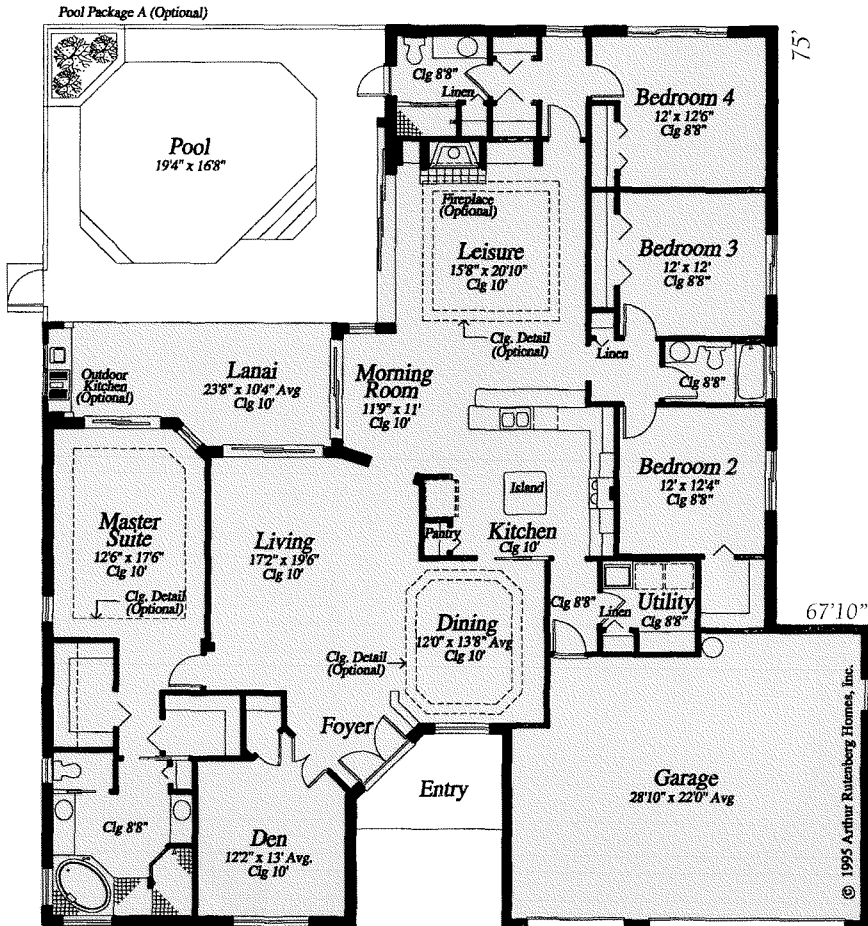 Pool Package A (Optional)
75'
Clg 8'8"
Linen
Bedroom 4
12' x 12'6"
Clg 8'8"
Pool
19'4" x 16'8"
Fireplace
(Optional)
Leisure
15'8" x 20'10"
Clg 10'
Bedroom 3
12' x 12'
Clg 8'8"
Clg. Detail
(Optional)
Linen
Clg 8'8"
Outdoor
Kitchen
(Optional)
Lanai
23'8" x 10'4" Avg
Clg 10'
Morning
Room
11'9" x 11'
Clg 10'
Bedroom 2
12' x 12'4"
Clg 8'8"
Island
Master
Suite
12'6" x 17'6"
Clg 10'
Clg. Detail
(Optional)
Living
17'2" x 19'6"
Clg 10'
Pantry
Kitchen
Clg 10'
Clg 8'8"
Linen
Utility
Clg 8'8"
67'10"
Dining
12'0" x 13'8" Avg
Clg 10'
Clg. Detail
(Optional)
Foyer
Entry
Garage
28'10" x 22'0" Avg
Clg 8'8"
Den
12'2" x 13' Avg.
Clg 10'
© 1995 Arthur Rutenberg Homes, Inc.